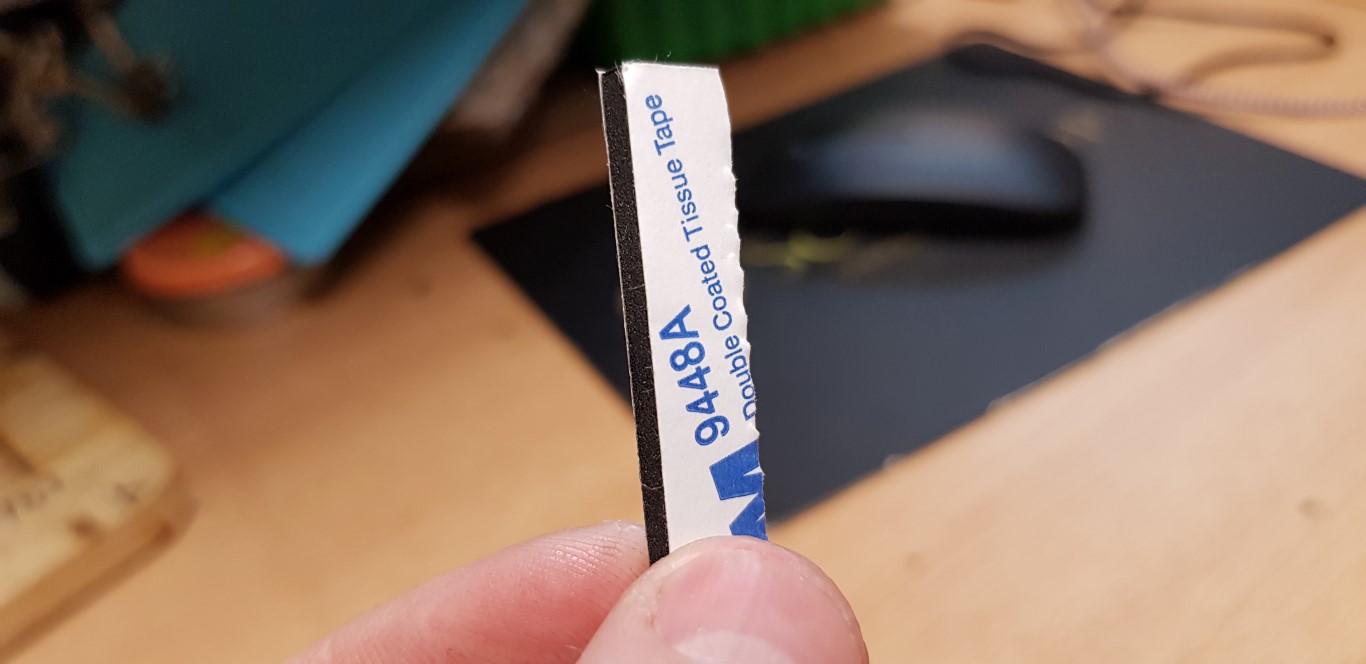 9448A
Double Coated Tissue Tape